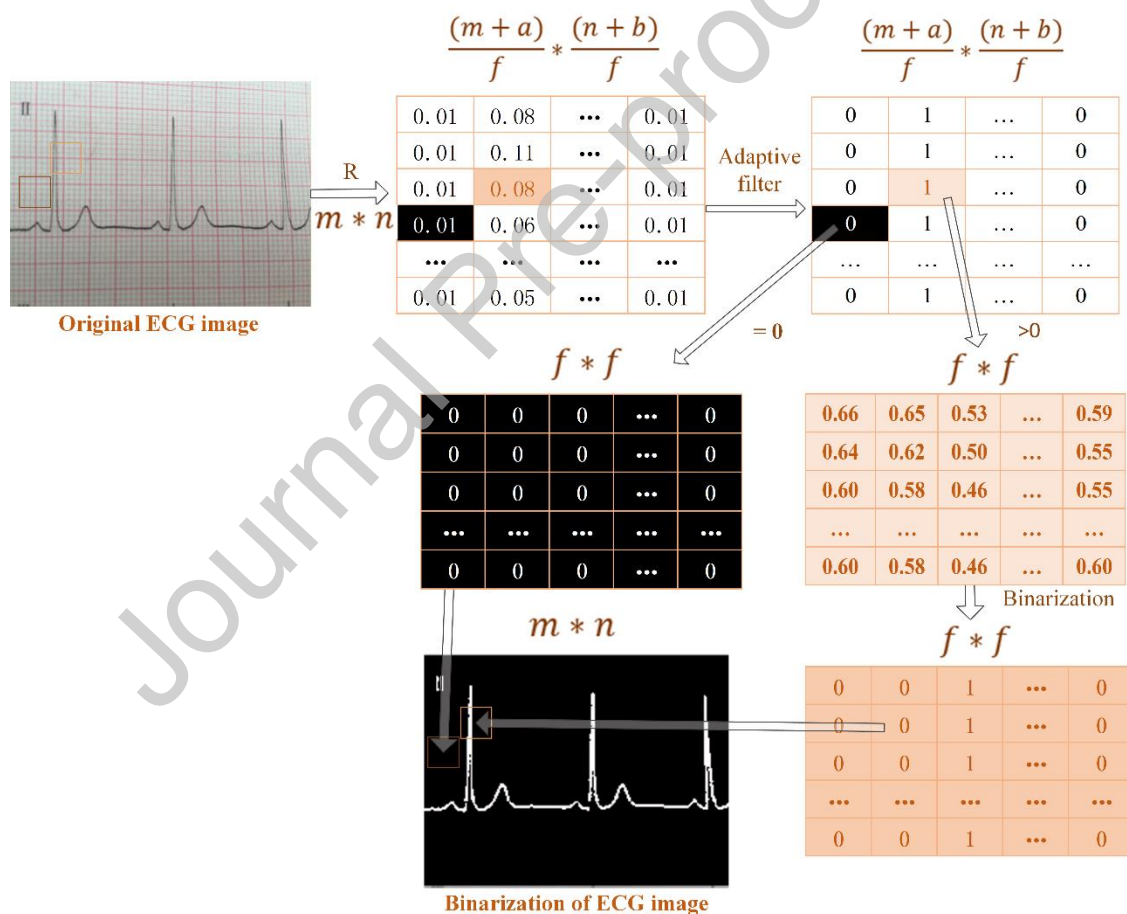 (m + a)/f * (n + b)/f
(m + a)/f * (n + b)/f
II
R
m * n
0.01 0.08 ... 0.01
0.01 0.11 ... 0.01
0.01 0.08 ... 0.01
0.01 0.06 ... 0.01
... ... ... ...
0.01 0.05 ... 0.01
Adaptive
filter
0 1 ... 0
0 1 ... 0
0 1 ... 0
0 1 ... 0
... ... ... ...
0 1 ... 0
Original ECG image
= 0
>0
f * f
0 0 0 ... 0
0 0 0 ... 0
0 0 0 ... 0
... ... ... ... ...
0 0 0 ... 0
f * f
0.66 0.65 0.53 ... 0.59
0.64 0.62 0.50 ... 0.55
0.60 0.58 0.46 ... 0.55
... ... ... ... ...
0.60 0.58 0.46 ... 0.60
Binarization
m * n
II
f * f
0 0 1 ... 0
0 0 1 ... 0
0 0 1 ... 0
... ... ... ... ...
0 0 1 ... 0
Binarization of ECG image
Journal Pre-proo